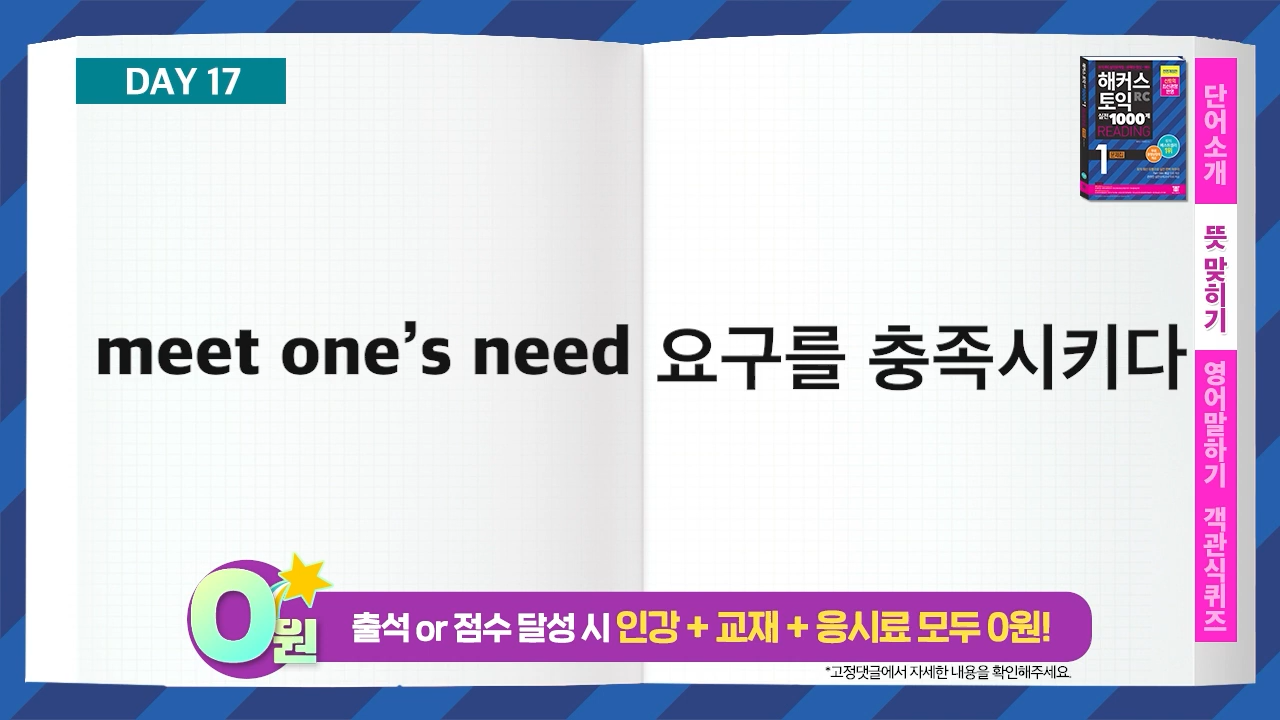 DAY 17
해커스
토익 RC
실전 1000제
READING
1
meet one's need 요구를 충족시키다
단어소개
뜻 맞히기
영어말하기
객관식퀴즈
0원
출석 or 점수 달성 시 인강 + 교재 + 응시료 모두 0원!
*고정댓글에서 자세한 내용을 확인해주세요.